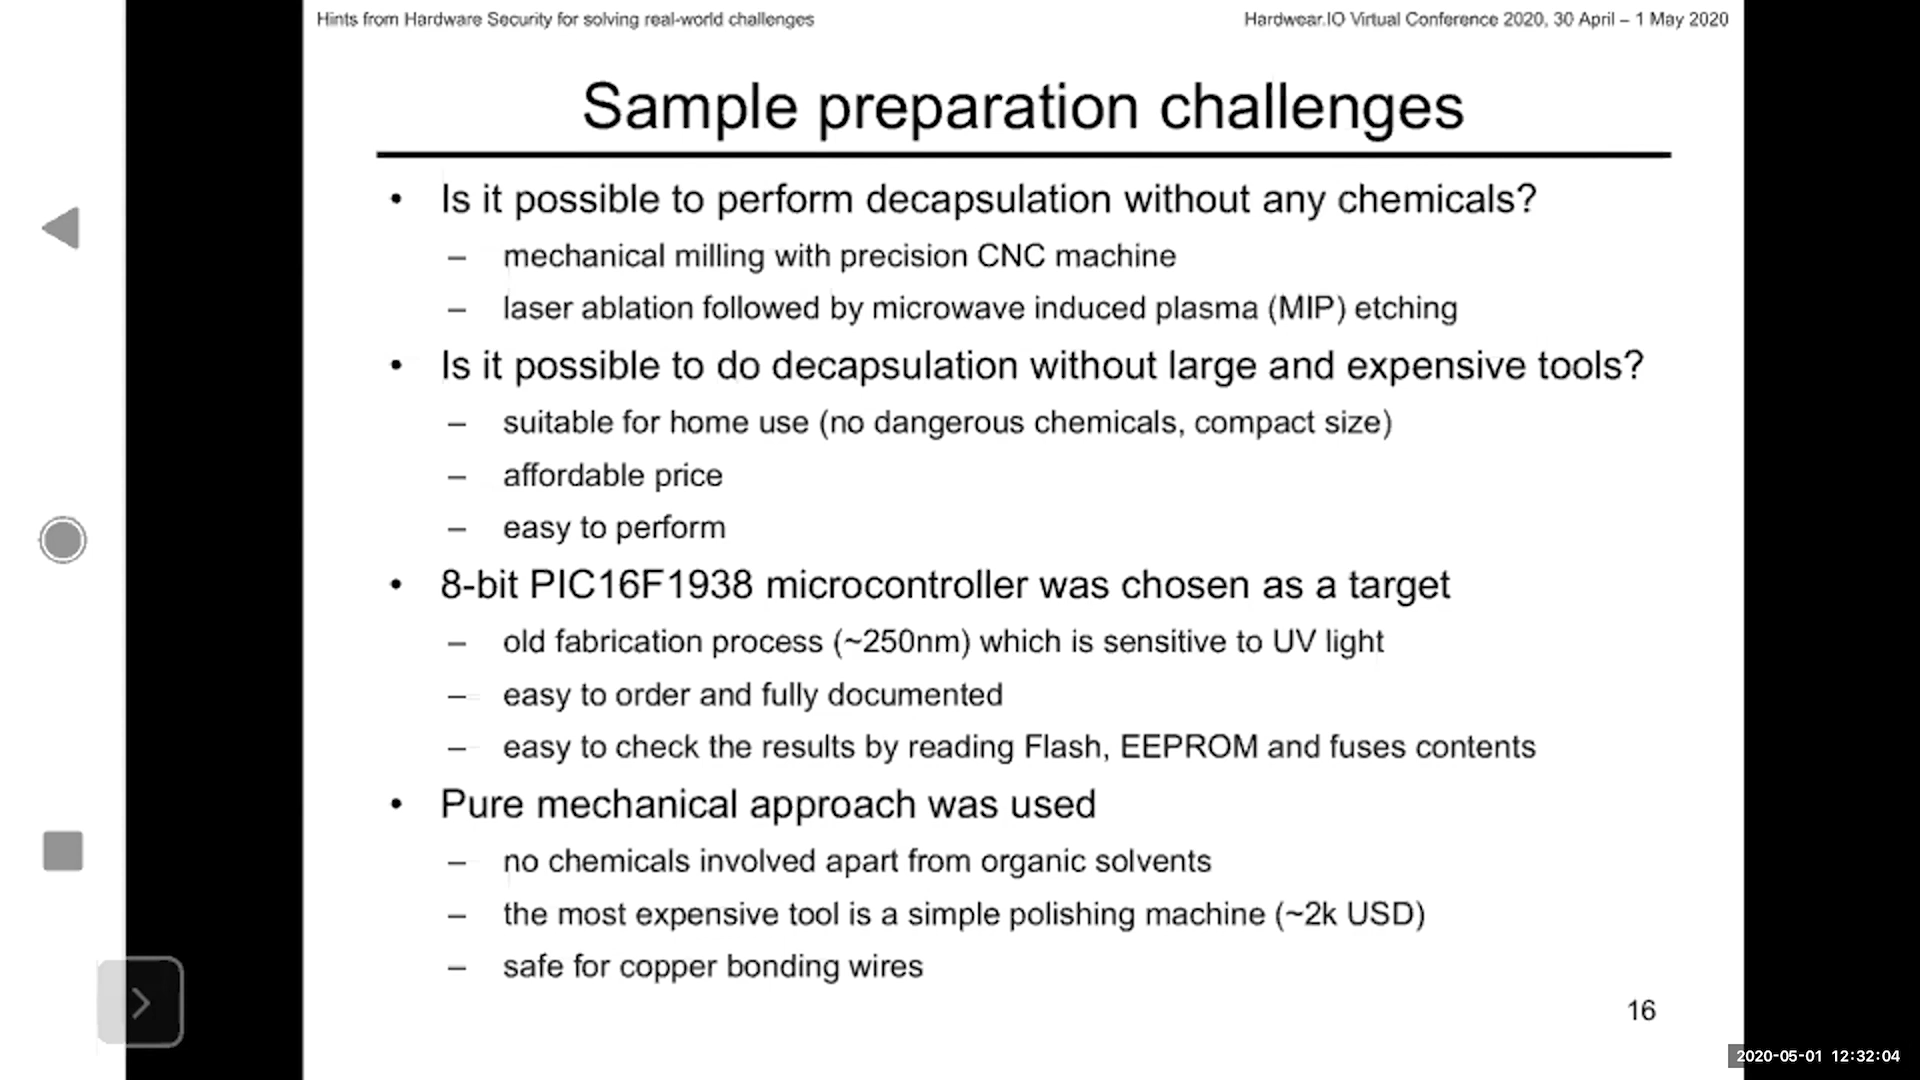 Hints from Hardware Security for solving real-world challenges
Hardwear.IO Virtual Conference 2020, 30 April – 1 May 2020
Sample preparation challenges
• Is it possible to perform decapsulation without any chemicals?
– mechanical milling with precision CNC machine
– laser ablation followed by microwave induced plasma (MIP) etching
• Is it possible to do decapsulation without large and expensive tools?
– suitable for home use (no dangerous chemicals, compact size)
– affordable price
– easy to perform
• 8-bit PIC16F1938 microcontroller was chosen as a target
– old fabrication process (~250nm) which is sensitive to UV light
– easy to order and fully documented
– easy to check the results by reading Flash, EEPROM and fuses contents
• Pure mechanical approach was used
– no chemicals involved apart from organic solvents
– the most expensive tool is a simple polishing machine (~2k USD)
– safe for copper bonding wires
16
2020-05-01 12:32:04